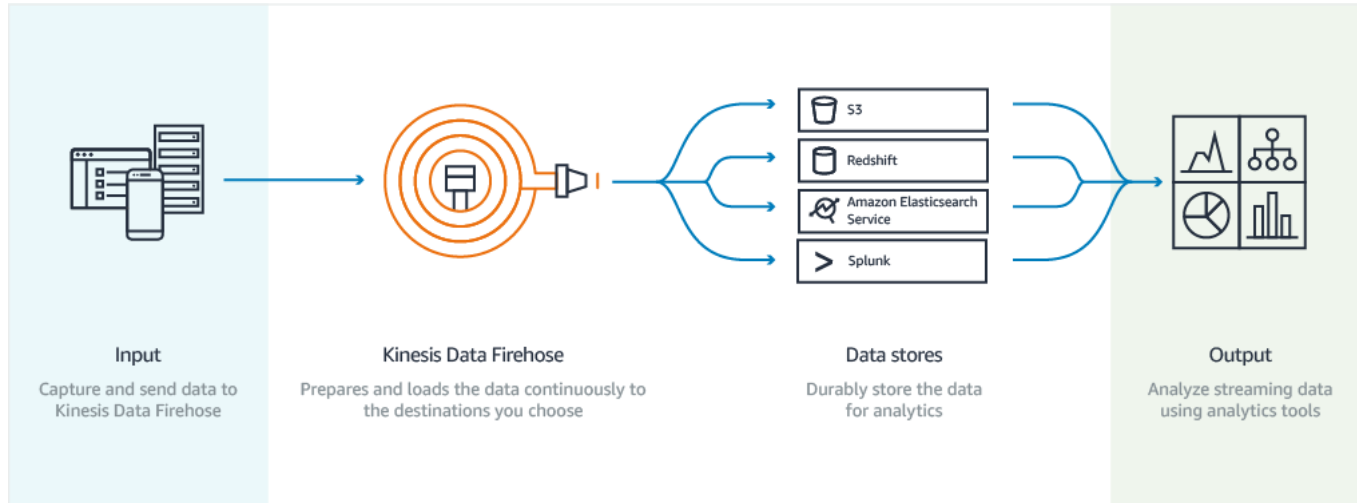 S3
Redshift
Amazon Elasticsearch
Service
Splunk
Input
Capture and send data to
Kinesis Data Firehose
Kinesis Data Firehose
Prepares and loads the data continuously to
the destinations you choose
Data stores
Durably store the data
for analytics
Output
Analyze streaming data
using analytics tools